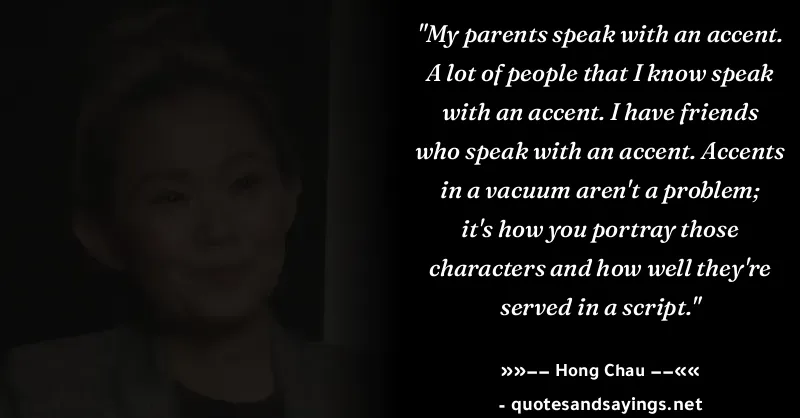 "My parents speak with an accent.
A lot of people that I know speak
with an accent. I have friends
who speak with an accent. Accents
in a vacuum aren't a problem;
it's how you portray those
characters and how well they're
served in a script."
»»−− Hong Chau −−««
- quotesandsayings.net